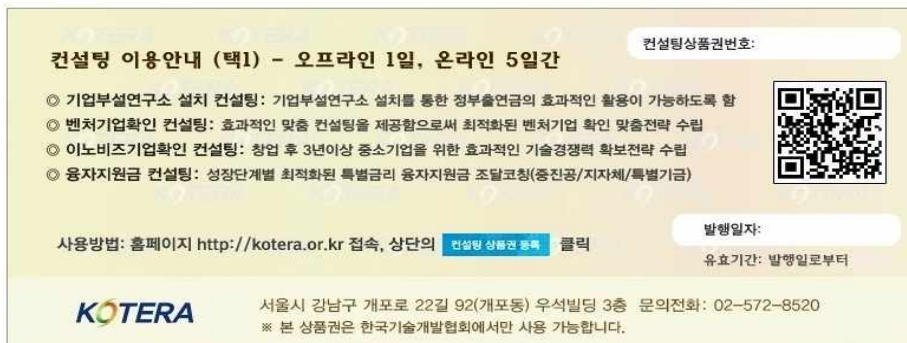 컨설팅상품권번호:
컨설팅 이용안내 (택1) - 오프라인 1일, 온라인 5일간
◎ 기업부설연구소 설치 컨설팅: 기업부설연구소 설치를 통한 정부출연금의 효과적인 활용이 가능하도록 함
◎ 벤처기업확인 컨설팅: 효과적인 맞춤 컨설팅을 제공함으로써 최적화된 벤처기업 확인 맞춤전략 수립
◎ 이노비즈기업확인 컨설팅: 창업 후 3년이상 중소기업을 위한 효과적인 기술경쟁력 확보전략 수립
◎ 융자지원금 컨설팅: 성장단계별 최적화된 특별금리 융자지원금 조달코칭(중진공/지자체/특별기금)
발행일자:
사용방법: 홈페이지 http://kotera.or.kr 접속, 상단의 컨설팅 상품권 등록 클릭
유효기간: 발행일로부터
KOTERA
서울시 강남구 개포로 22길 92(개포동) 우석빌딩 3층 문의전화: 02-572-8520
※ 본 상품권은 한국기술개발협회에서만 사용 가능합니다.